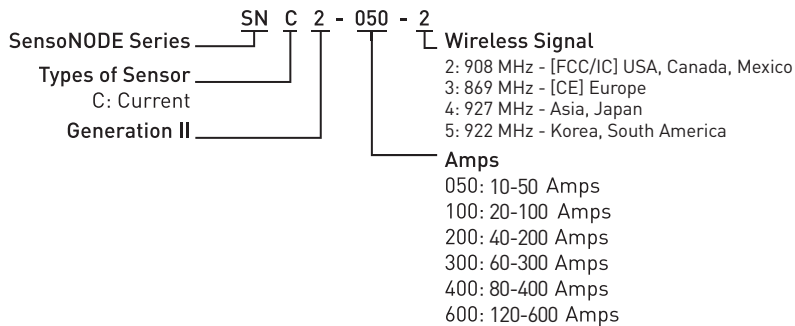 SN C 2 - 050 - 2
SensoNODE Series
Types of Sensor
C: Current
Generation II
Wireless Signal
2: 908 MHz - [FCC/IC] USA, Canada, Mexico
3: 869 MHz - [CE] Europe
4: 927 MHz - Asia, Japan
5: 922 MHz - Korea, South America
Amps
050: 10-50 Amps
100: 20-100 Amps
200: 40-200 Amps
300: 60-300 Amps
400: 80-400 Amps
600: 120-600 Amps